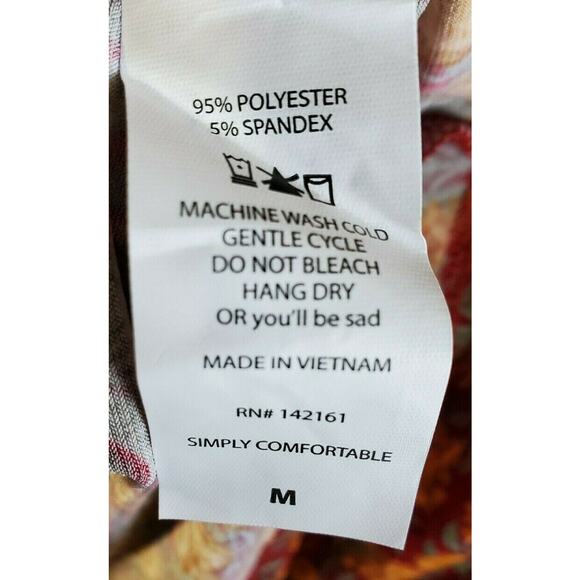 95% POLYESTER
5% SPANDEX
MACHINE WASH COLD
GENTLE CYCLE
DO NOT BLEACH
HANG DRY
OR you'll be sad
MADE IN VIETNAM
RN# 142161
SIMPLY COMFORTABLE
M